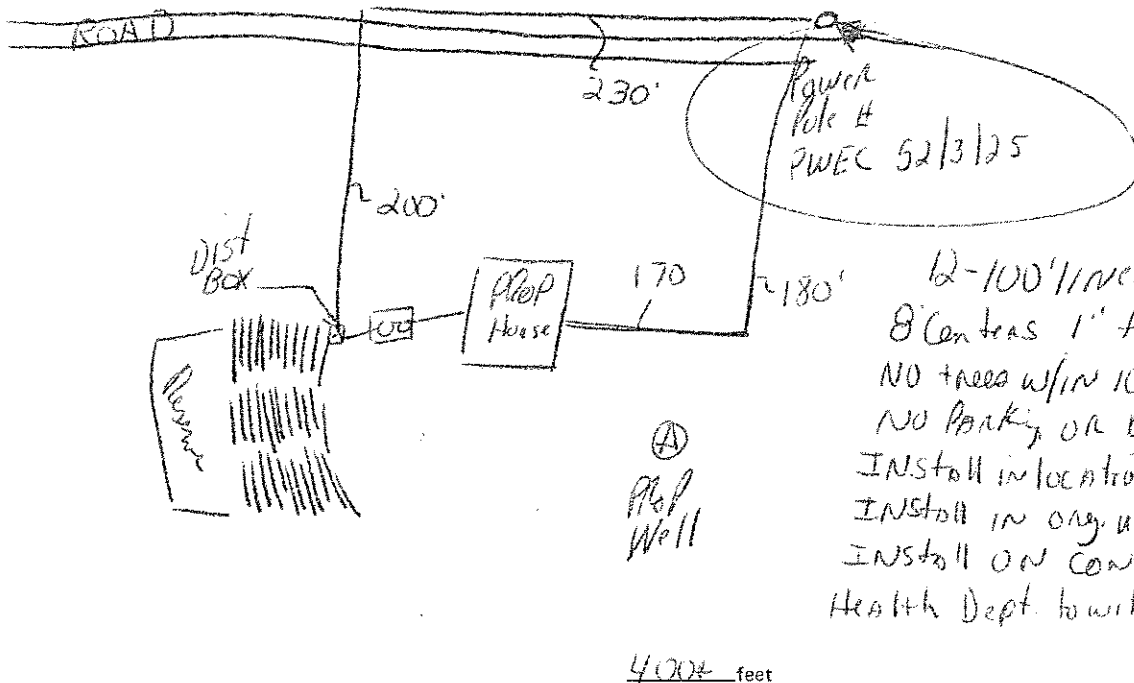 ROAD
230'
Power
Pole #
PWEC 52/3/25
200'
Dist
Box
PROP
House
170
180'
12-100' line
8' Centers 1"
NO trees w/in
NO Parking OR
Reserve
INStall in locatio
A
INStall IN orig.
PROP
Well
INStall ON CON
Health Dept. to wit
400+ feet